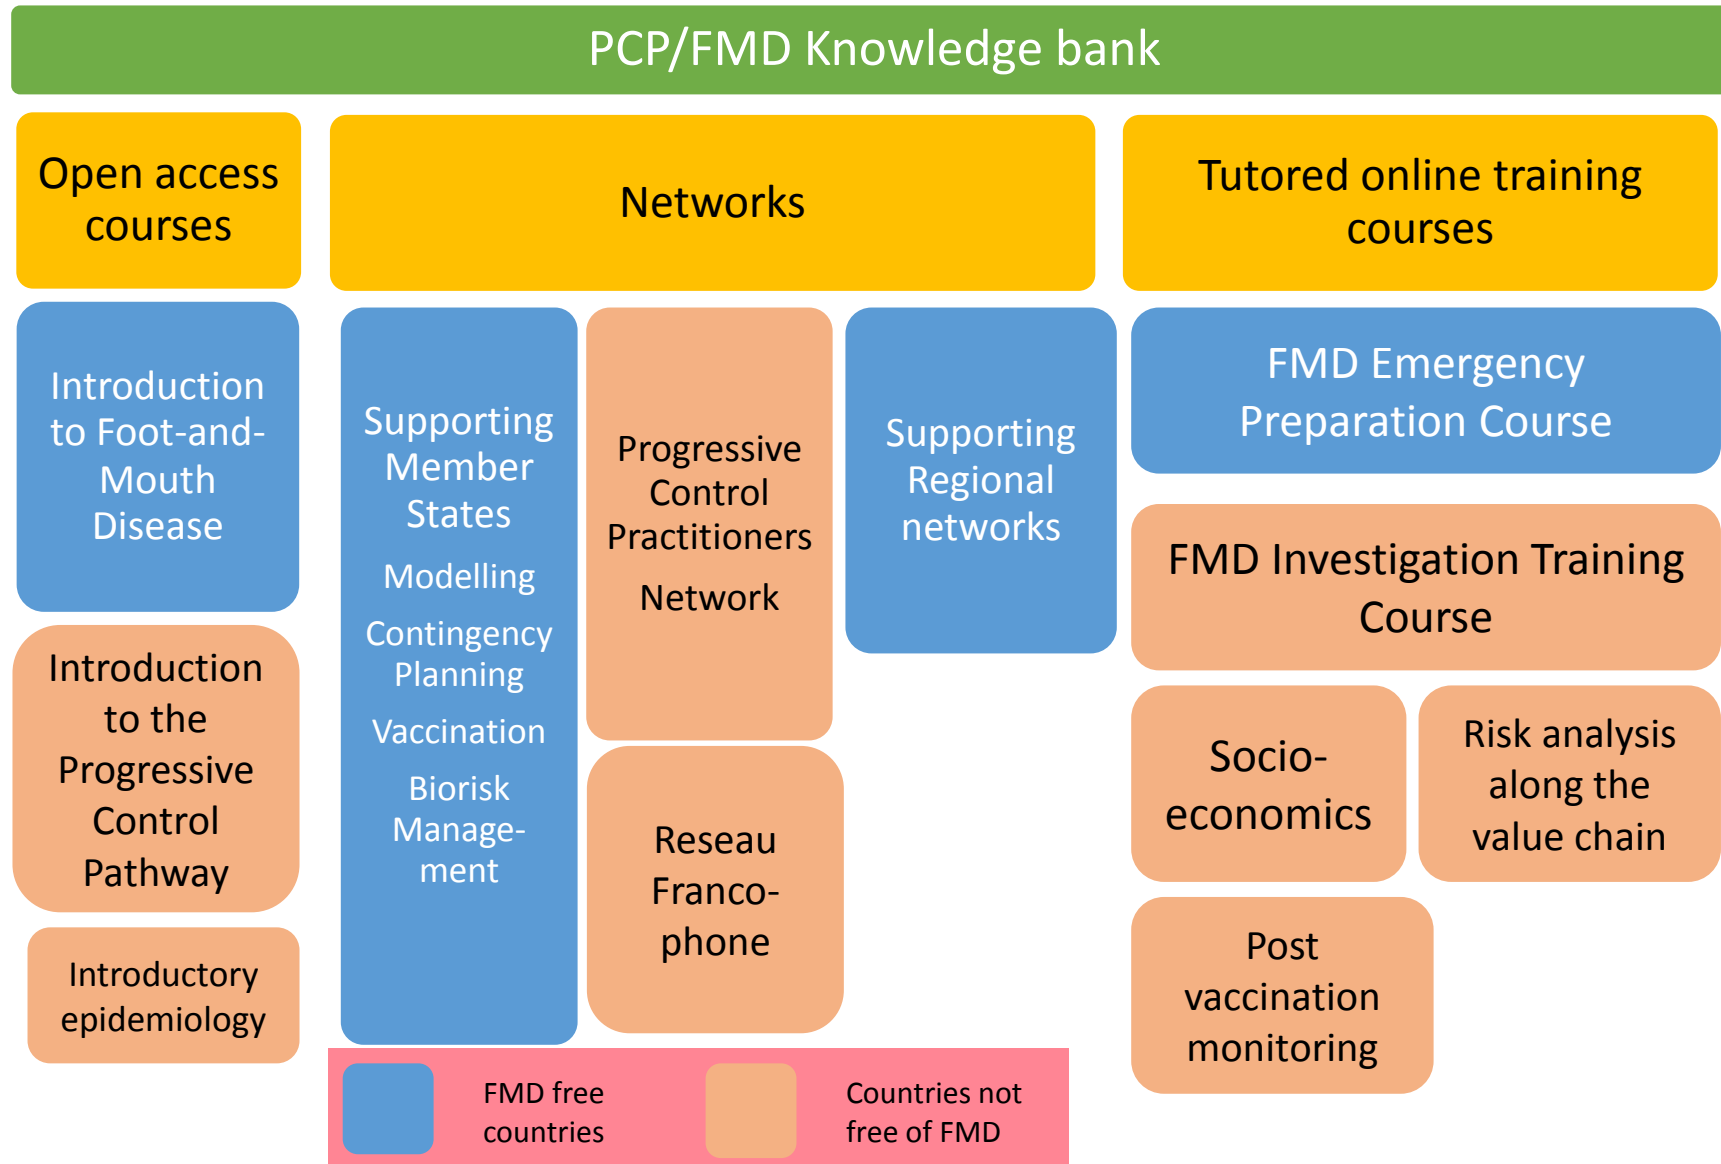 PCP/FMD Knowledge bank
Open access
courses
Networks
Tutored online training
courses
Introduction
to Foot-and-
Mouth
Disease
Introduction
to the
Progressive
Control
Pathway
Introductory
epidemiology
Supporting
Member
States
Modelling
Contingency
Planning
Vaccination
Biorisk
Manage-
ment
Progressive
Control
Practitioners
Network
Reseau
Franco-
phone
Supporting
Regional
networks
FMD Emergency
Preparation Course
FMD Investigation Training
Course
Socio-
economics
Risk analysis
along the
value chain
Post
vaccination
monitoring
FMD free
countries
Countries not
free of FMD